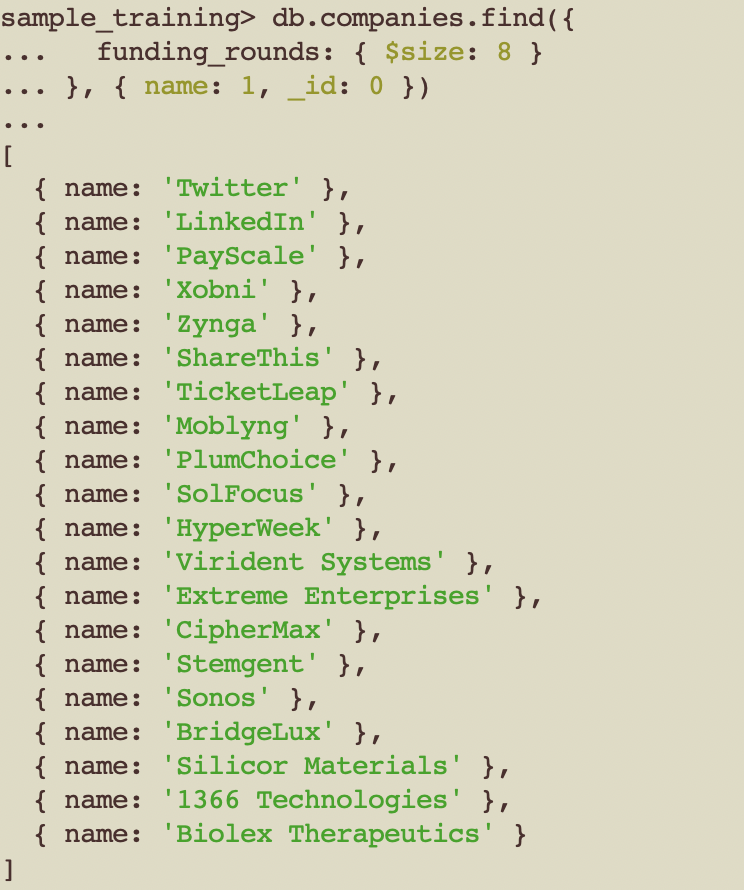 sample_training> db.companies.find({
...   funding_rounds: { $size: 8 }
... }, { name: 1, _id: 0 })
...
[
  { name: 'Twitter' },
  { name: 'LinkedIn' },
  { name: 'PayScale' },
  { name: 'Xobni' },
  { name: 'Zynga' },
  { name: 'ShareThis' },
  { name: 'TicketLeap' },
  { name: 'Moblyng' },
  { name: 'PlumChoice' },
  { name: 'SolFocus' },
  { name: 'HyperWeek' },
  { name: 'Virident Systems' },
  { name: 'Extreme Enterprises' },
  { name: 'CipherMax' },
  { name: 'Stemgent' },
  { name: 'Sonos' },
  { name: 'BridgeLux' },
  { name: 'Silicor Materials' },
  { name: '1366 Technologies' },
  { name: 'Biolex Therapeutics' }
]